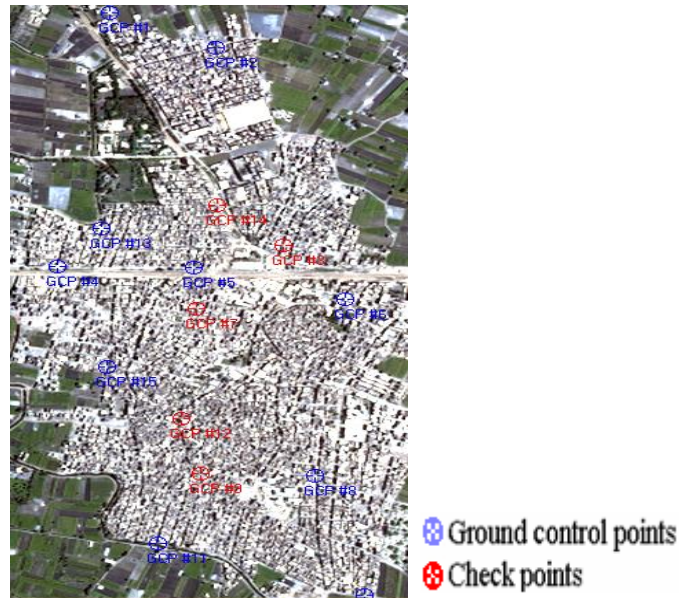 GCP #1
GCP #2
GCP #14
GCP #13
GCP #3
GCP #4
GCP #5
GCP #6
GCP #7
GCP #15
GCP #12
GCP #9
GCP #8
GCP #11
Ground control points
Check points